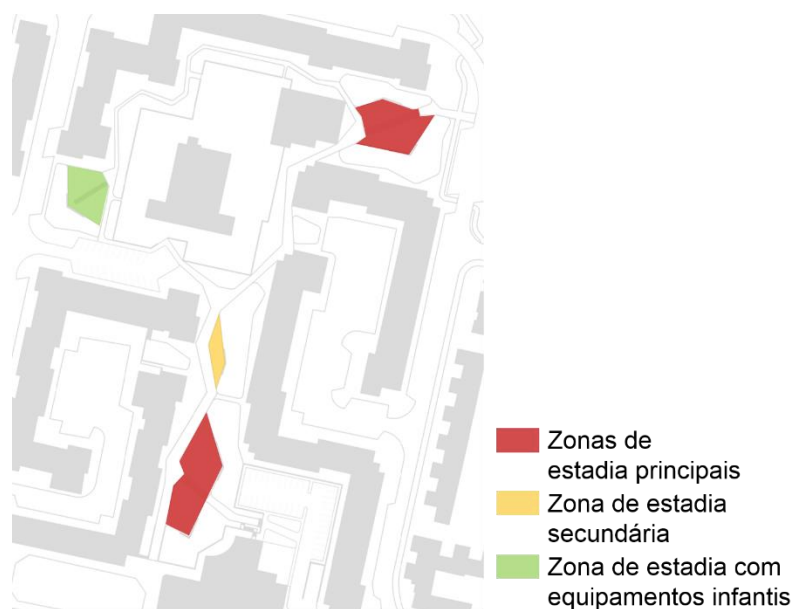 Zonas de
estadia principais
Zona de estadia
secundária
Zona de estadia com
equipamentos infantis